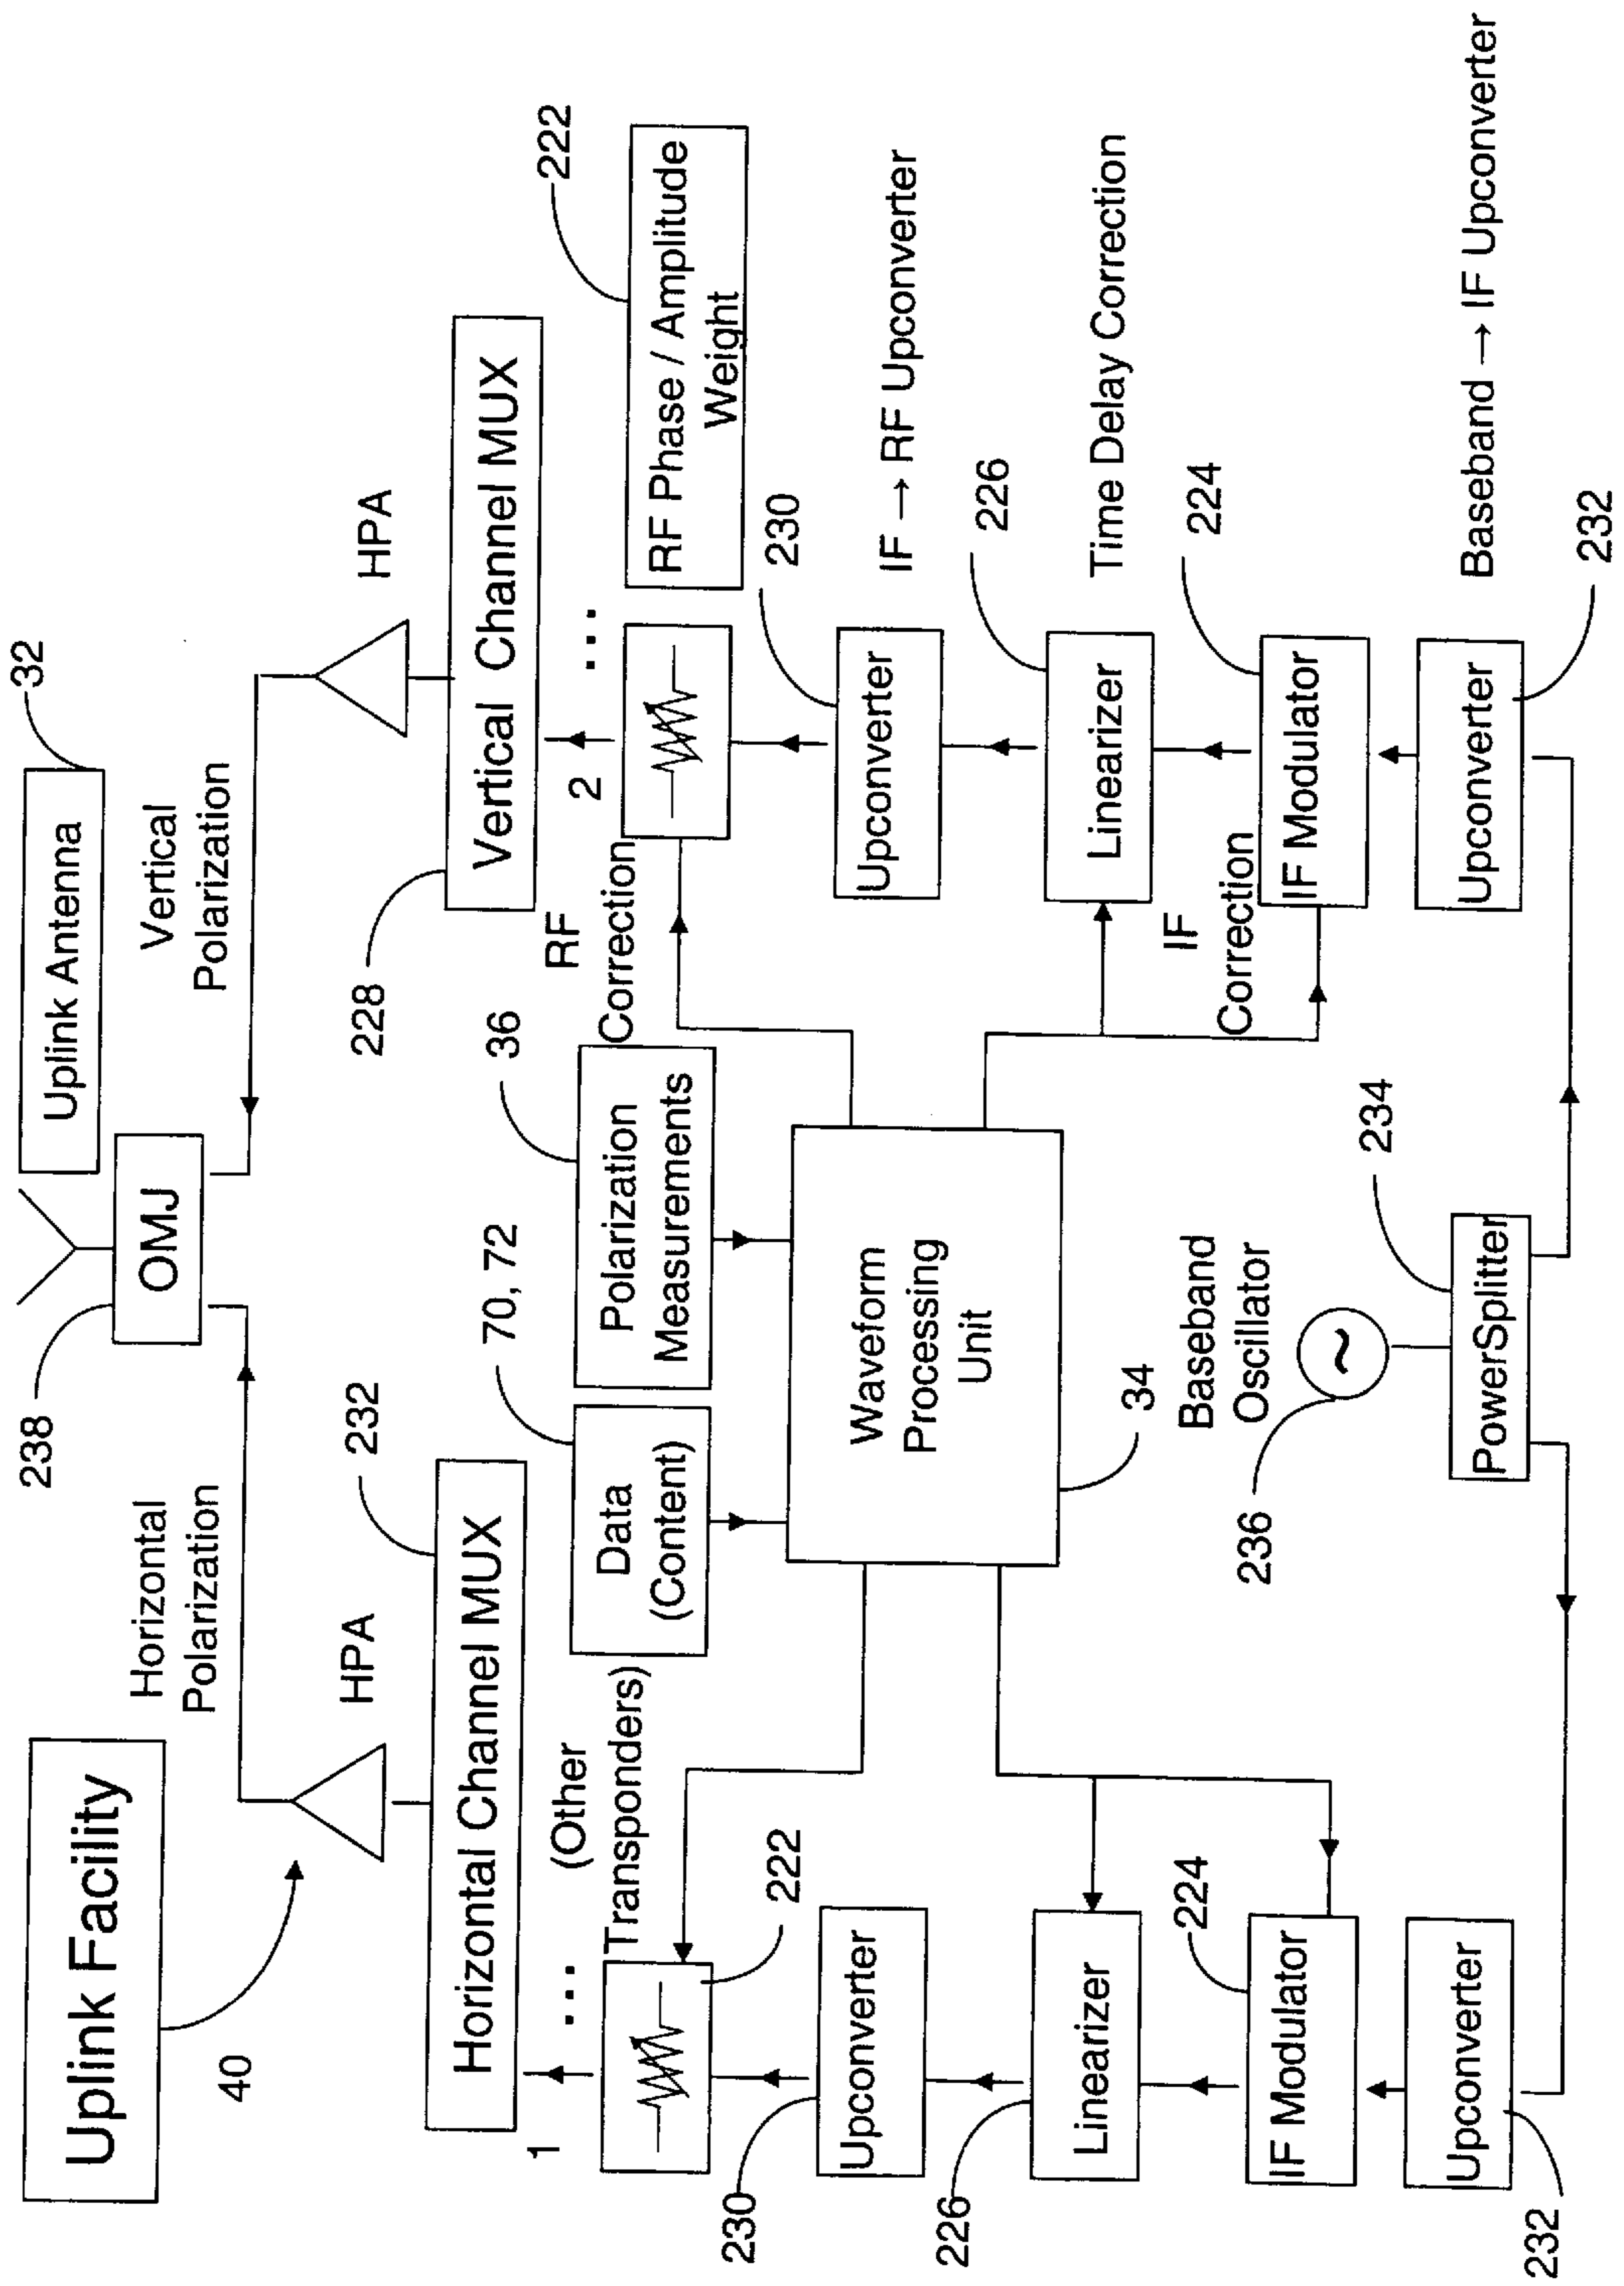 Uplink Facility
40
238
OMJ
Uplink Antenna
32
Horizontal
Polarization
Vertical
Polarization
HPA
HPA
232
228
Horizontal Channel MUX
Vertical Channel MUX
1
...
(Other
Transponders)
70, 72
36
RF
Correction
2
...
222
222
Data
(Content)
Polarization
Measurements
RF Phase / Amplitude
Weight
230
Upconverter
Waveform
Processing
Unit
34
Upconverter
230
IF → RF Upconverter
226
Linearizer
Linearizer
226
Time Delay Correction
224
IF Modulator
Baseband
Oscillator
236
~
IF
Correction
IF Modulator
224
232
Upconverter
PowerSplitter
234
Upconverter
232
Baseband → IF Upconverter